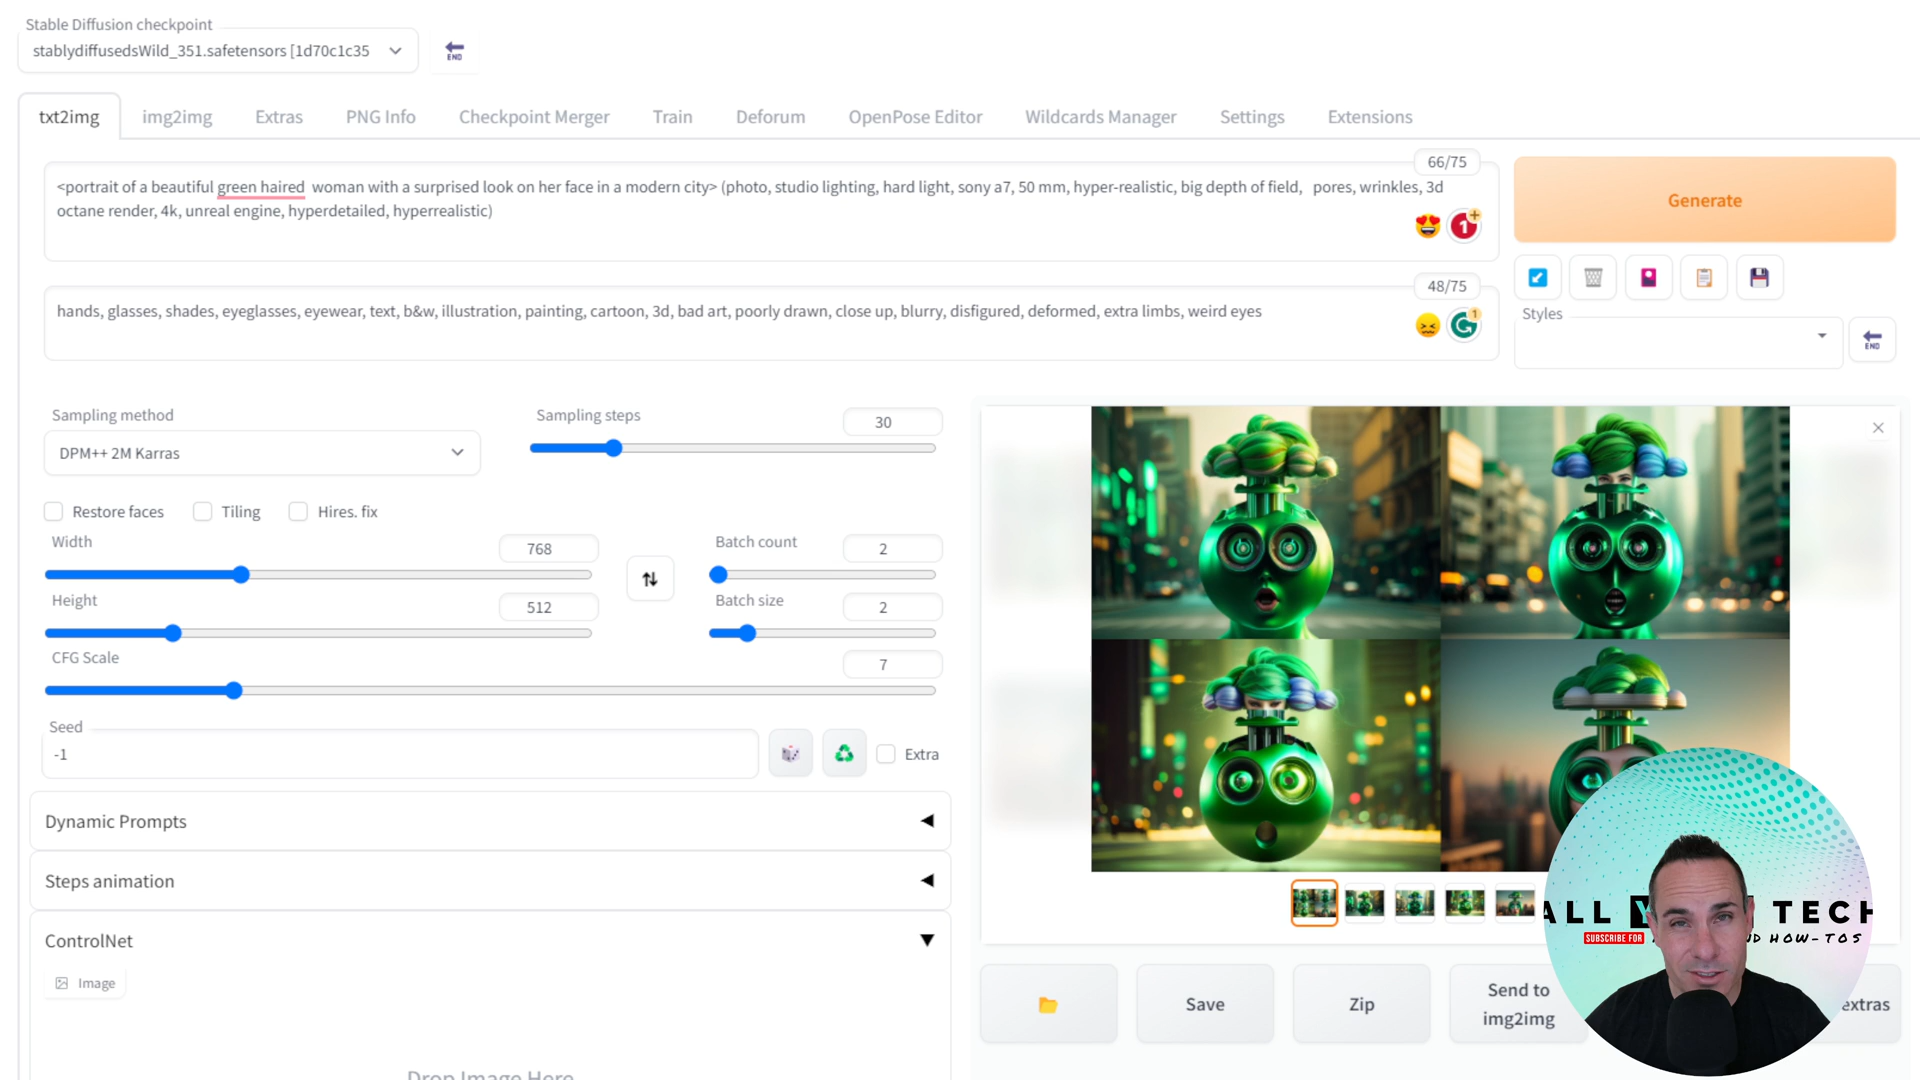 Stable Diffusion checkpoint
stablydiffusedsWild_351.safetensors [1d70c1c35
END
txt2img
img2img
Extras
PNG Info
Checkpoint Merger
Train
Deforum
OpenPose Editor
Wildcards Manager
Settings
Extensions
66/75
<portrait of a beautiful green haired woman with a surprised look on her face in a modern city> (photo, studio lighting, hard light, sony a7, 50 mm, hyper-realistic, big depth of field, pores, wrinkles, 3d
octane render, 4k, unreal engine, hyperdetailed, hyperrealistic)
1
Generate
48/75
hands, glasses, shades, eyeglasses, eyewear, text, b&w, illustration, painting, cartoon, 3d, bad art, poorly drawn, close up, blurry, disfigured, deformed, extra limbs, weird eyes
1
Styles
END
Sampling method
DPM++ 2M Karras
Sampling steps
30
Restore faces
Tiling
Hires. fix
Width
768
Batch count
2
Height
512
Batch size
2
CFG Scale
7
Seed
-1
Extra
Dynamic Prompts
Steps animation
ControlNet
Image
Drop Image Here
Save
Zip
Send to
img2img
extras
ALL TECH
SUBSCRIBE FOR HOW-TOS